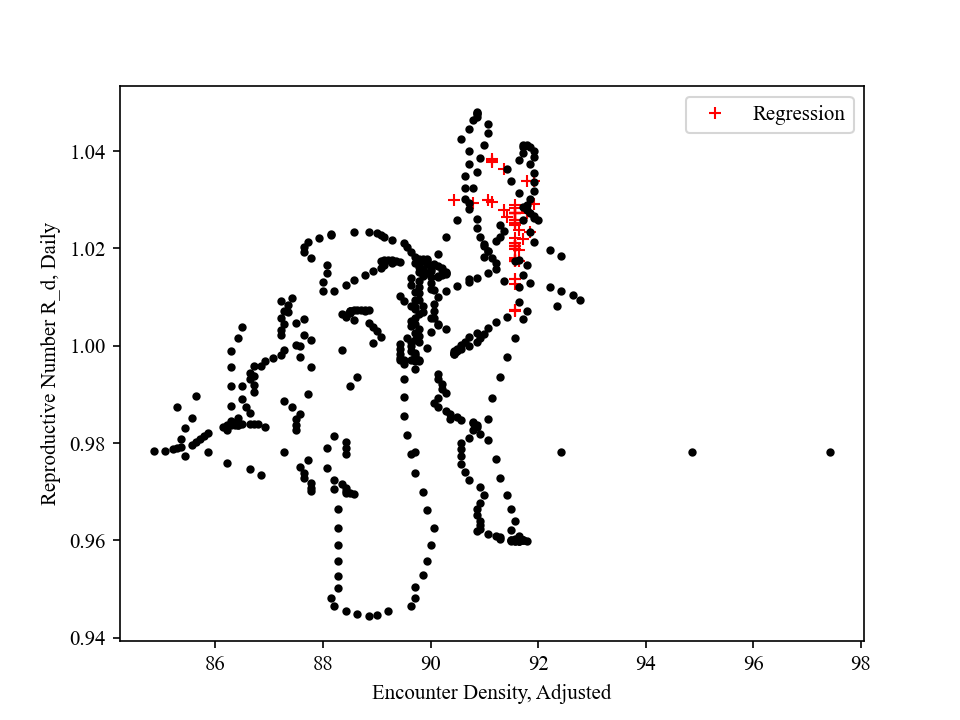 Regression
1.04
1.02
1.00
0.98
0.96
0.94
Reproductive Number R_d, Daily
86 88 90 92 94 96 98
Encounter Density, Adjusted